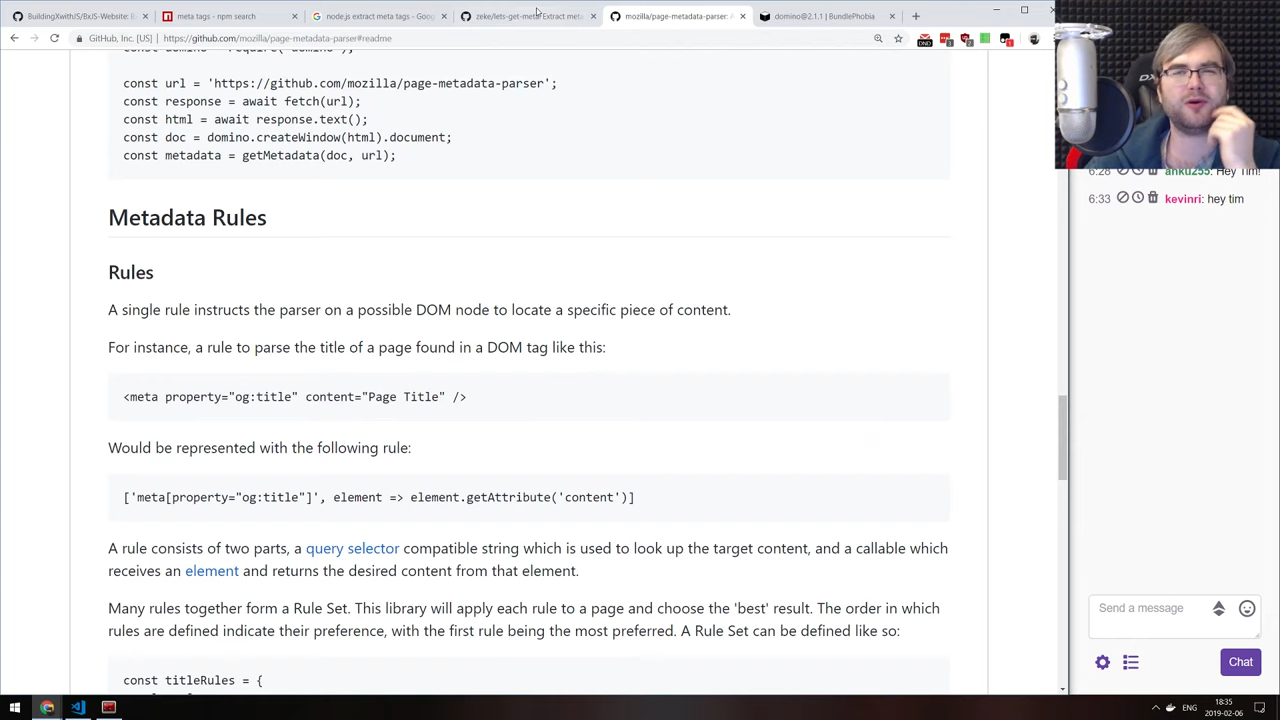 BuildingXwithJS/BxJS-Website: B
meta tags - npm search
node.js extract meta tags - Goog
zeke/lets-get-meta: Extract meta
mozilla/page-metadata-parser: A
domino@2.1.1 | BundlePhobia
GitHub, Inc. [US] | https://github.com/mozilla/page-metadata-parser#readme
const url = 'https://github.com/mozilla/page-metadata-parser';
const response = await fetch(url);
const html = await response.text();
const doc = domino.createWindow(html).document;
const metadata = getMetadata(doc, url);
Metadata Rules
Rules
A single rule instructs the parser on a possible DOM node to locate a specific piece of content.
For instance, a rule to parse the title of a page found in a DOM tag like this:
<meta property="og:title" content="Page Title" />
Would be represented with the following rule:
['meta[property="og:title"]', element => element.getAttribute('content')]
A rule consists of two parts, a query selector compatible string which is used to look up the target content, and a callable which
receives an element and returns the desired content from that element.
Many rules together form a Rule Set. This library will apply each rule to a page and choose the 'best' result. The order in which
rules are defined indicate their preference, with the first rule being the most preferred. A Rule Set can be defined like so:
const titleRules = {
6:28 anku255: Hey Tim!
6:33 kevinri: hey tim
Send a message
Chat
ENG
18:35
2019-02-06